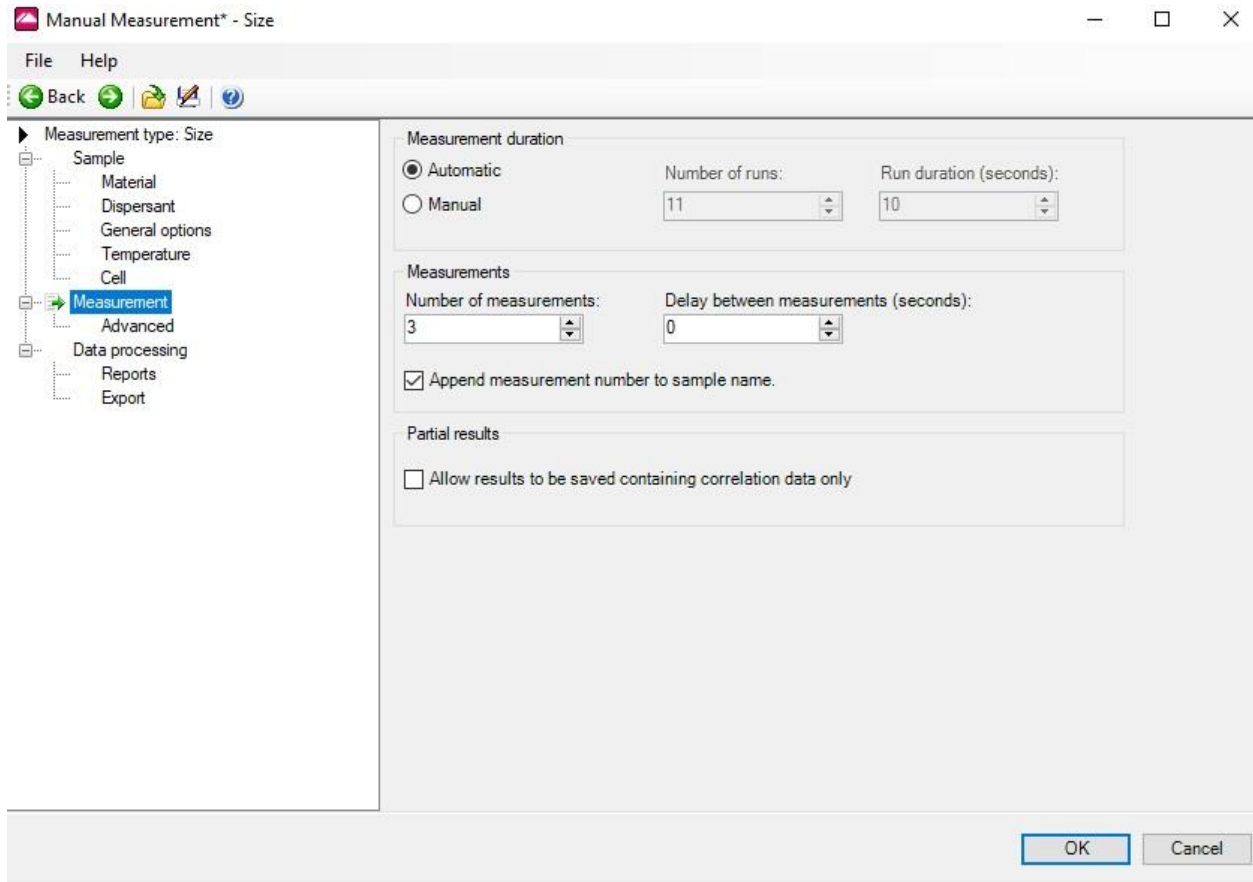 Manual Measurement* - Size
File Help
Back
Measurement type: Size
Sample
Material
Dispersant
General options
Temperature
Cell
Measurement
Advanced
Data processing
Reports
Export
Measurement duration
Automatic
Manual
Number of runs:
11
Run duration (seconds):
10
Measurements
Number of measurements:
3
Delay between measurements (seconds):
0
Append measurement number to sample name.
Partial results
Allow results to be saved containing correlation data only
OK Cancel